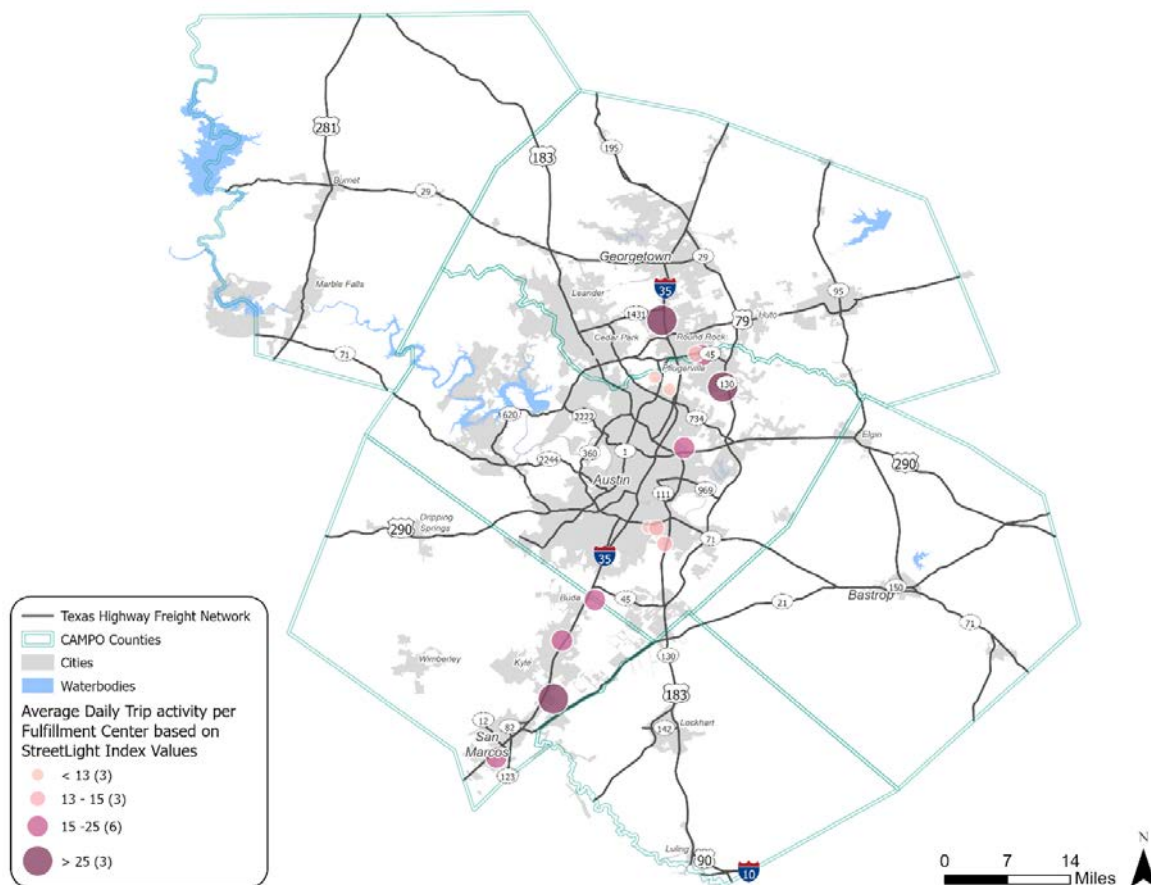 281
183
195
Burnet
29
Georgetown
29
35
95
Marble Falls
Leander
1431
79
Hutto
Cedar Park
Round Rock
71
45
Pflugerville
130
620
2222
734
Elgin
360
1
290
2244
Austin
111
969
290
Dripping
Springs
71
35
150
Bastrop
Buda
45
21
71
Wimberley
Kyle
130
183
12
82
San
Marcos
142
Lockhart
123
Luling
90
10
Texas Highway Freight Network
CAMPO Counties
Cities
Waterbodies
Average Daily Trip activity per
Fulfillment Center based on
StreetLight Index Values
< 13 (3)
13 - 15 (3)
15 -25 (6)
> 25 (3)
N
0 7 14
Miles